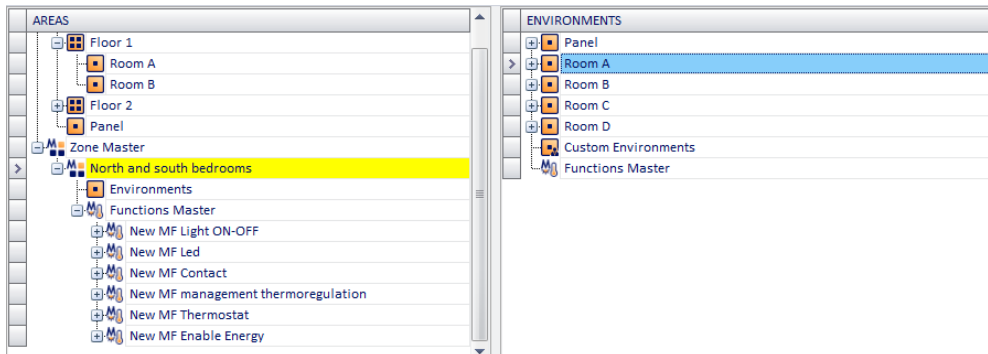 AREAS
Floor 1
Room A
Room B
Floor 2
Panel
Zone Master
North and south bedrooms
Environments
Functions Master
New MF Light ON-OFF
New MF Led
New MF Contact
New MF management thermoregulation
New MF Thermostat
New MF Enable Energy
ENVIRONMENTS
Panel
Room A
Room B
Room C
Room D
Custom Environments
Functions Master